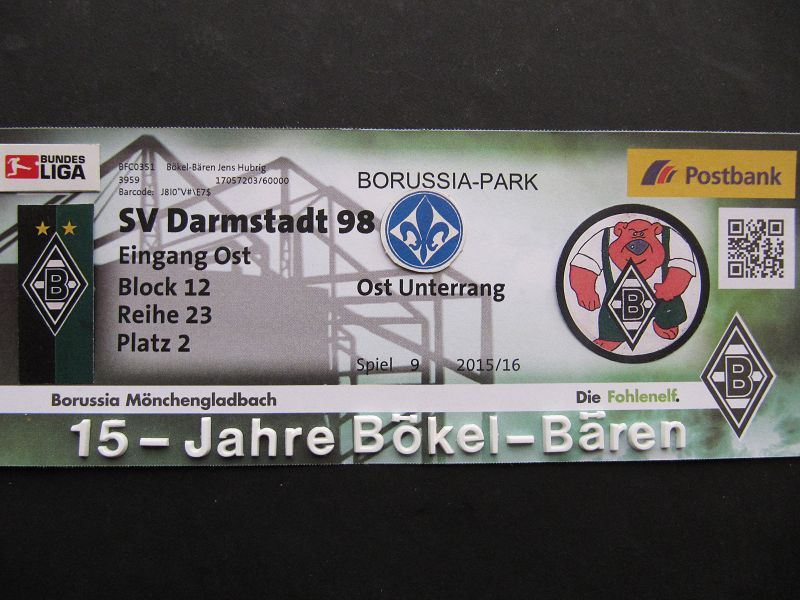 BUNDES
LIGA
BFC0351 Bökel-Bären Jens Hubrig
3959 17057203/60000
Barcode: J8I0"V#\E7$
BORUSSIA-PARK
Postbank
SV Darmstadt 98
Eingang Ost
Block 12
Ost Unterrang
Reihe 23
Platz 2
Spiel 9 2015/16
B
B
B
Borussia Mönchengladbach
Die Fohlenelf.
15-Jahre Bökel-Bären